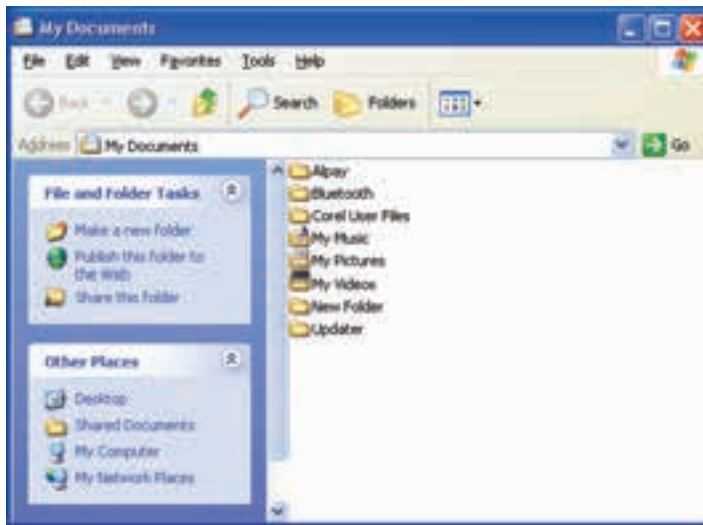 My Documents
File Edit View Favorites Tools Help
Back Search Folders
Address My Documents Go
File and Folder Tasks
Make a new folder
Publish this folder to
the Web
Share this folder
Other Places
Desktop
Shared Documents
My Computer
My Network Places
Alpay
Bluetooth
Corel User Files
My Music
My Pictures
My Videos
New Folder
Updater